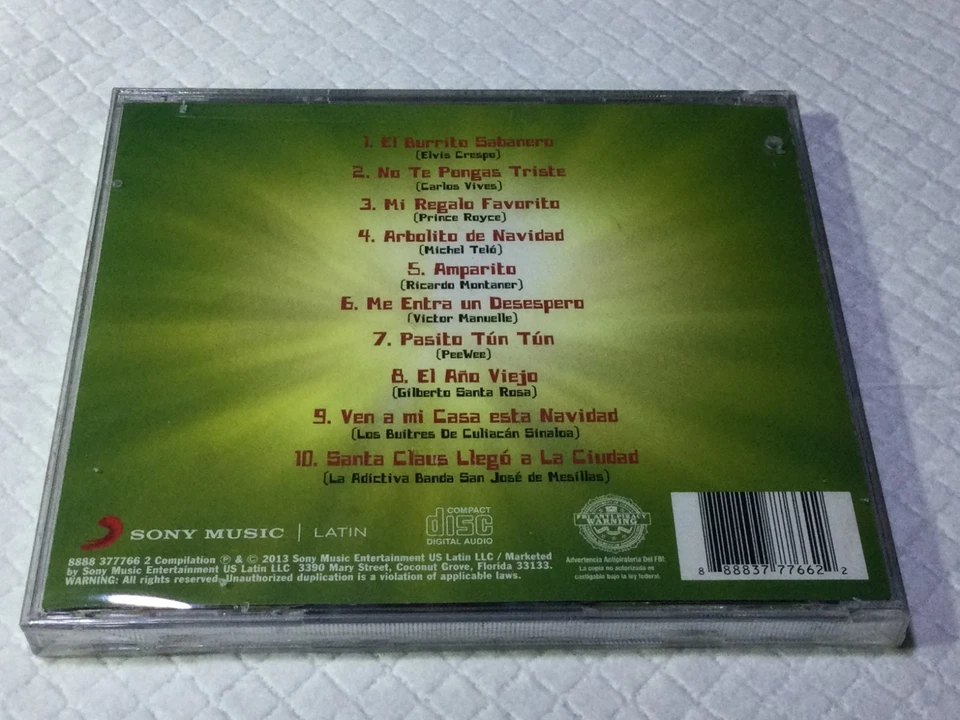 1. El Burrito Sabanero
(Elvis Crespo)
2. No Te Pongas Triste
(Carlos Vives)
3. Mi Regalo Favorito
(Prince Royce)
4. Arbolito de Navidad
(Michel Teló)
5. Amparito
(Ricardo Montaner)
6. Me Entra un Desespero
(Victor Manuelle)
7. Pasito Tún Tún
(PeeWee)
8. El Año Viejo
(Gilberto Santa Rosa)
9. Ven a mi Casa esta Navidad
(Los Buitres De Culiacán Sinaloa)
10. Santa Claus Llegó a La Ciudad
(La Adictiva Banda San José de Mesillas)
SONY MUSIC | LATIN
8888 377766 2 Compilation ℗ & © 2013 Sony Music Entertainment US Latin LLC / Marketed
by Sony Music Entertainment US Latin LLC 3390 Mary Street, Coconut Grove, Florida 33133.
WARNING: All rights reserved. Unauthorized duplication is a violation of applicable laws.
COMPACT
disc
DIGITAL AUDIO
FBI ANTI-PIRACY
WARNING
Advertencia Antipirateria Del FBI:
La copia no autorizada es
castigable bajo la ley federal.
8 88837 77662 2